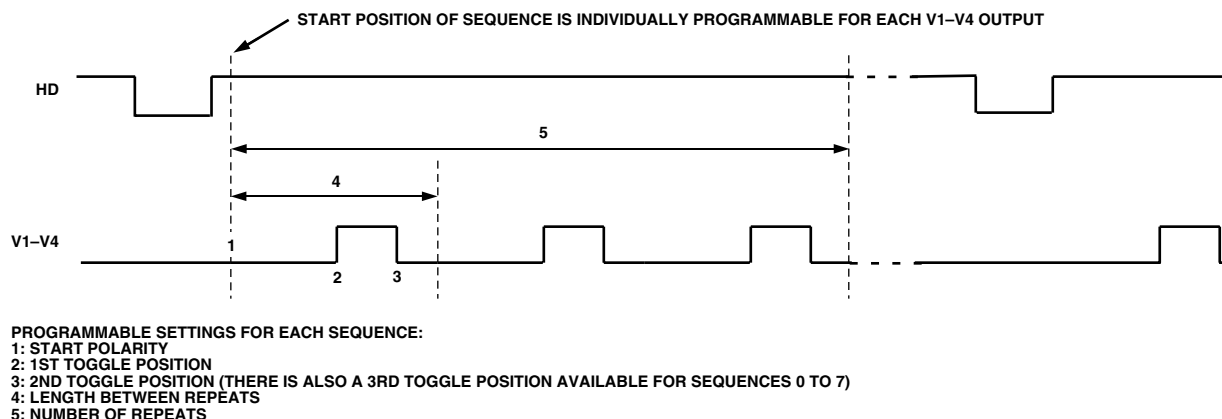 START POSITION OF SEQUENCE IS INDIVIDUALLY PROGRAMMABLE FOR EACH V1–V4 OUTPUT
HD
5
4
V1–V4
1
2
3
PROGRAMMABLE SETTINGS FOR EACH SEQUENCE:
1: START POLARITY
2: 1ST TOGGLE POSITION
3: 2ND TOGGLE POSITION (THERE IS ALSO A 3RD TOGGLE POSITION AVAILABLE FOR SEQUENCES 0 TO 7)
4: LENGTH BETWEEN REPEATS
5: NUMBER OF REPEATS